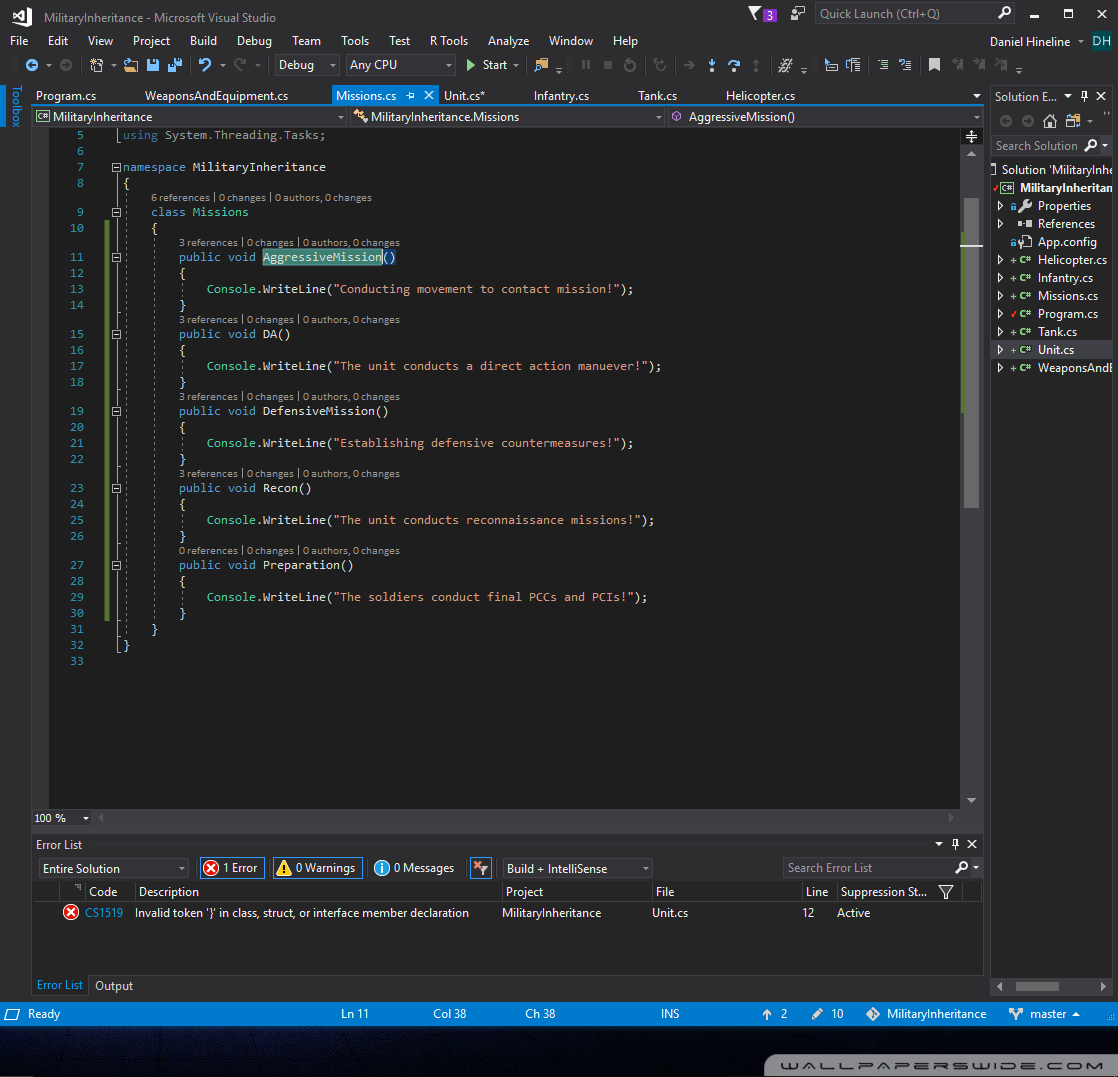 MilitaryInheritance - Microsoft Visual Studio
3
Quick Launch (Ctrl+Q)
File Edit View Project Build Debug Team Tools Test R Tools Analyze Window Help
Daniel Hineline DH
Debug Any CPU Start
Toolbox
Program.cs WeaponsAndEquipment.cs Missions.cs Unit.cs* Infantry.cs Tank.cs Helicopter.cs
C# MilitaryInheritance MilitaryInheritance.Missions AggressiveMission()
5 using System.Threading.Tasks;
6
7 namespace MilitaryInheritance
8 {
6 references | 0 changes | 0 authors, 0 changes
9 class Missions
10 {
3 references | 0 changes | 0 authors, 0 changes
11 public void AggressiveMission()
12 {
13 Console.WriteLine("Conducting movement to contact mission!");
14 }
3 references | 0 changes | 0 authors, 0 changes
15 public void DA()
16 {
17 Console.WriteLine("The unit conducts a direct action manuever!");
18 }
3 references | 0 changes | 0 authors, 0 changes
19 public void DefensiveMission()
20 {
21 Console.WriteLine("Establishing defensive countermeasures!");
22 }
3 references | 0 changes | 0 authors, 0 changes
23 public void Recon()
24 {
25 Console.WriteLine("The unit conducts reconnaissance missions!");
26 }
0 references | 0 changes | 0 authors, 0 changes
27 public void Preparation()
28 {
29 Console.WriteLine("The soldiers conduct final PCCs and PCIs!");
30 }
31 }
32 }
33
100 %
Solution E...
Search Solution
Solution 'MilitaryInhe
C# MilitaryInheritan
Properties
References
App.config
C# Helicopter.cs
C# Infantry.cs
C# Missions.cs
C# Program.cs
C# Tank.cs
C# Unit.cs
C# WeaponsAndE
Error List
Entire Solution 1 Error 0 Warnings 0 Messages Build + IntelliSense Search Error List
Code Description Project File Line Suppression St...
CS1519 Invalid token '}' in class, struct, or interface member declaration MilitaryInheritance Unit.cs 12 Active
Error List Output
Ready Ln 11 Col 38 Ch 38 INS 2 10 MilitaryInheritance master
WALLPAPERSWIDE.COM